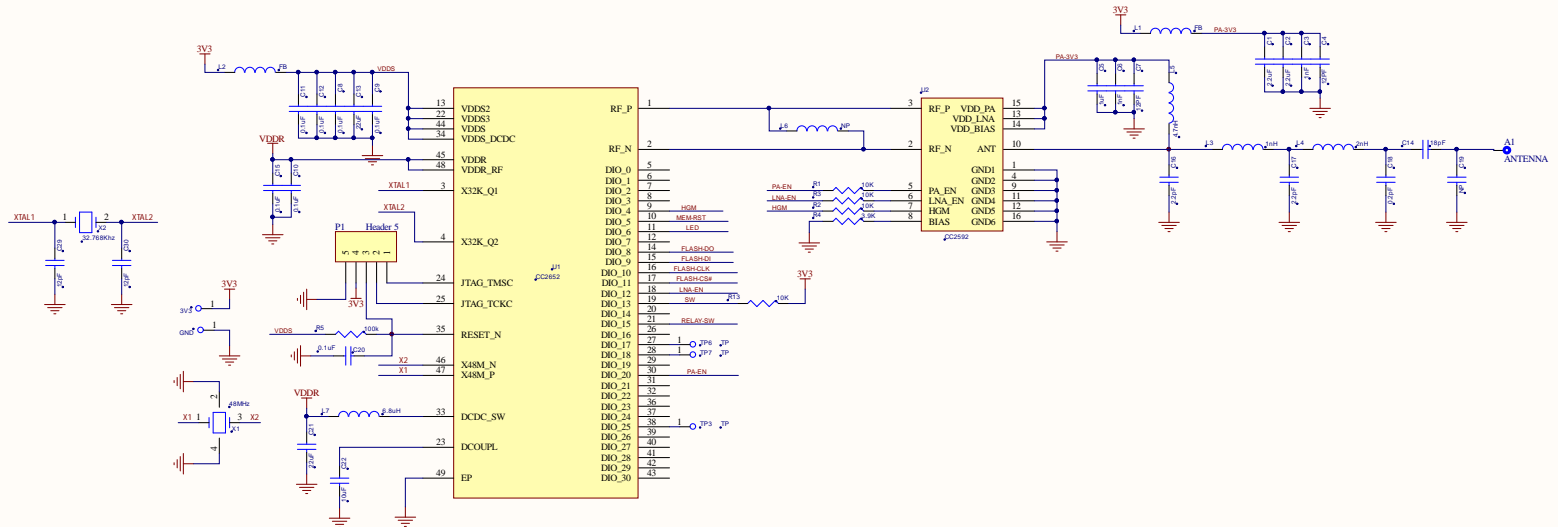 3V3
L1
FB
PA-3V3
C1
C2
C3
C4
2.2uF
2.2uF
1nF
12PF
3V3
L2
FB
VDDS
C11
C12
C8
C13
C9
0.1uF
0.1uF
0.1uF
22uF
0.1uF
PA-3V3
C5
C6
C7
1uF
1nF
12PF
L5
4.7nH
VDDR
C15
C10
0.1uF
0.1uF
XTAL1
XTAL2
13 VDDS2
22 VDDS3
44 VDDS
34 VDDS_DCDC
45 VDDR
48 VDDR_RF
3 X32K_Q1
4 X32K_Q2
24 JTAG_TMSC
25 JTAG_TCKC
35 RESET_N
46 X48M_N
47 X48M_P
33 DCDC_SW
23 DCOUPL
49 EP
U1
CC2652
RF_P 1
RF_N 2
DIO_0 5
DIO_1 6
DIO_2 7
DIO_3 8
DIO_4 9 HGM
DIO_5 10 MEM-RST
DIO_6 11 LED
DIO_7 12
DIO_8 14 FLASH-DO
DIO_9 15 FLASH-DI
DIO_10 16 FLASH-CLK
DIO_11 17 FLASH-CS#
DIO_12 18 LNA-EN
DIO_13 19 SW
DIO_14 20
DIO_15 21 RELAY-SW
DIO_16 26
DIO_17 27 1 TP6 TP
DIO_18 28 1 TP7 TP
DIO_19 29
DIO_20 30 PA-EN
DIO_21 31
DIO_22 32
DIO_23 36
DIO_24 37
DIO_25 38 1 TP3 TP
DIO_26 39
DIO_27 40
DIO_28 41
DIO_29 42
DIO_30 43
L6
NP
R13
10K
3V3
U2
3 RF_P
2 RF_N
PA-EN R1 10K 5 PA_EN
LNA-EN R3 10K 6 LNA_EN
HGM R2 10K 7 HGM
R4 3.9K 8 BIAS
VDD_PA 15
VDD_LNA 13
VDD_BIAS 14
ANT 10
GND1 1
GND2 4
GND3 9
GND4 11
GND5 12
GND6 16
CC2592
L3
1nH
L4
2nH
C14
18pF
C16
2.2pF
C17
2.2pF
C18
0.2pF
C19
NP
A1
ANTENNA
XTAL1
1
2
XTAL2
X2
32.768Khz
C29
12pF
C30
12pF
P1
Header 5
5
4
3
2
1
3V3
3V3
3V3
1
GND
1
VDDS
R5
100k
0.1uF
C20
X2
X1
2
48MHz
X1
1
3
X2
X1
4
VDDR
L7
6.8uH
C21
22uF
C22
10uF